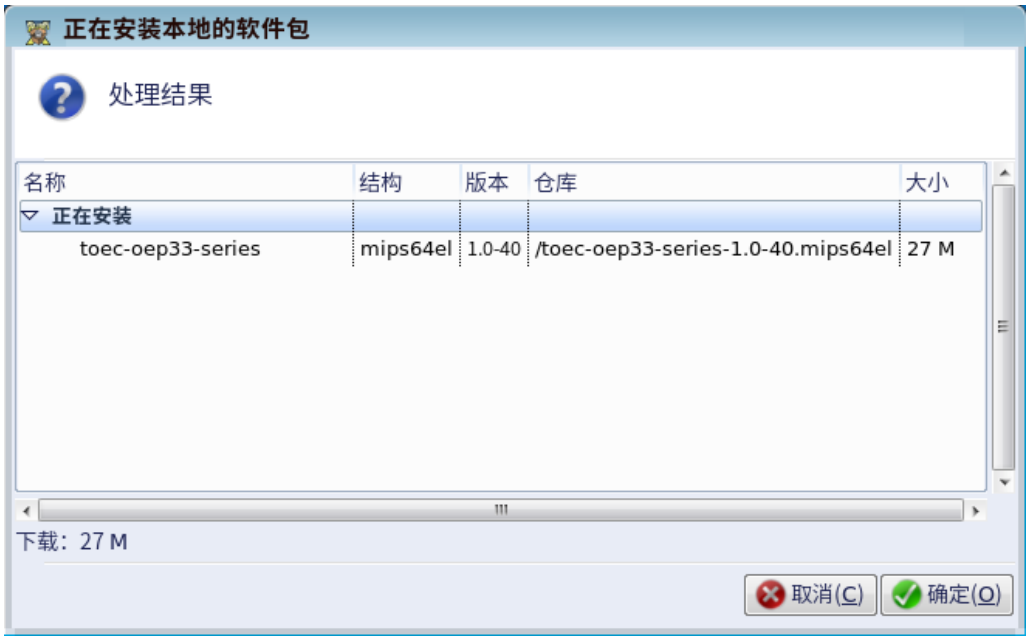 正在安装本地的软件包
处理结果
名称 结构 版本 仓库 大小
正在安装
toec-oep33-series mips64el 1.0-40 /toec-oep33-series-1.0-40.mips64el 27 M
下载：27 M
取消(C) 确定(O)